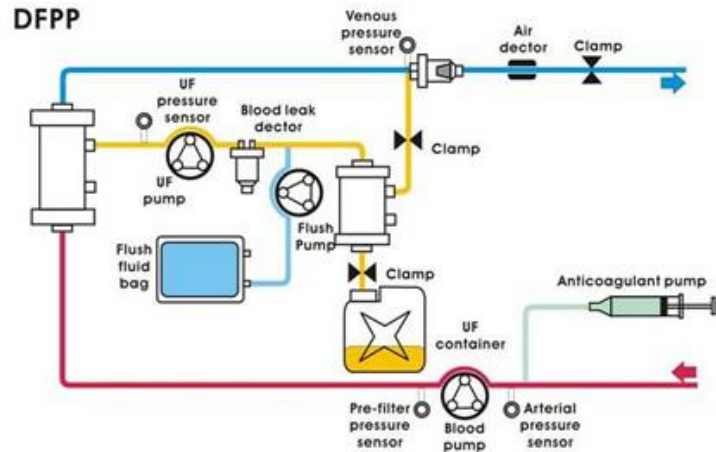 DFPP
Venous
pressure
sensor
Air
dector
Clamp
UF
pressure
sensor
Blood leak
dector
Clamp
UF
pump
Flush
Pump
Flush
fluid
bag
Clamp
Anticoagulant pump
UF
container
Pre-filter
pressure
sensor
Blood
pump
Arterial
pressure
sensor